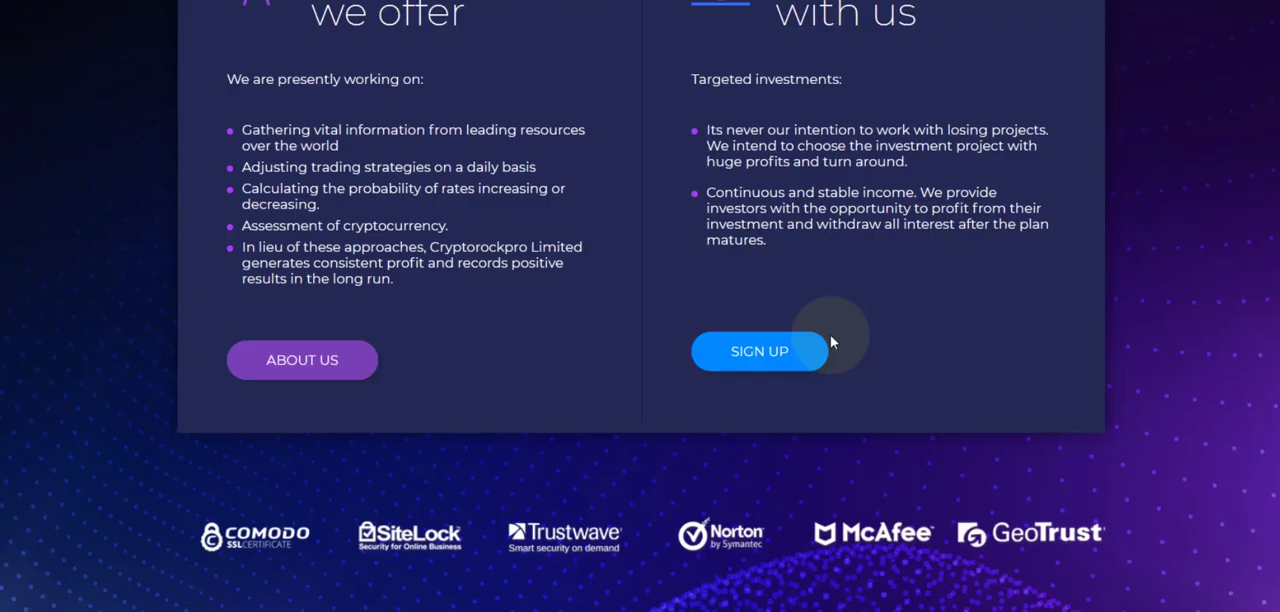 we offer
We are presently working on:
Gathering vital information from leading resources
over the world
Adjusting trading strategies on a daily basis
Calculating the probability of rates increasing or
decreasing.
Assessment of cryptocurrency.
In lieu of these approaches, Cryptorockpro Limited
generates consistent profit and records positive
results in the long run.
ABOUT US
with us
Targeted investments:
Its never our intention to work with losing projects.
We intend to choose the investment project with
huge profits and turn around.
Continuous and stable income. We provide
investors with the opportunity to profit from their
investment and withdraw all interest after the plan
matures.
SIGN UP
COMODO
SSL CERTIFICATE
SiteLock
Security for Online Business
Trustwave
Smart security on demand
Norton
by Symantec
McAfee
GeoTrust